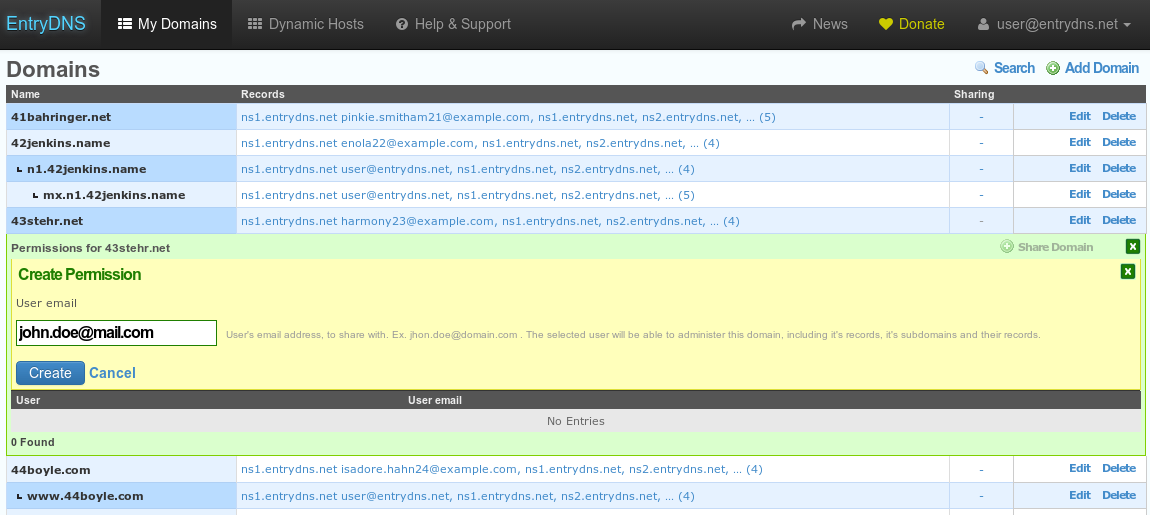 EntryDNS My Domains Dynamic Hosts Help & Support News Donate user@entrydns.net
Domains Search Add Domain
Name Records Sharing
41bahringer.net ns1.entrydns.net pinkie.smitham21@example.com, ns1.entrydns.net, ns2.entrydns.net, ... (5) - Edit Delete
42jenkins.name ns1.entrydns.net enola22@example.com, ns1.entrydns.net, ns2.entrydns.net, ... (4) - Edit Delete
n1.42jenkins.name ns1.entrydns.net user@entrydns.net, ns1.entrydns.net, ns2.entrydns.net, ... (4) - Edit Delete
mx.n1.42jenkins.name ns1.entrydns.net user@entrydns.net, ns1.entrydns.net, ns2.entrydns.net, ... (5) - Edit Delete
43stehr.net ns1.entrydns.net harmony23@example.com, ns1.entrydns.net, ns2.entrydns.net, ... (4) - Edit Delete
Permissions for 43stehr.net Share Domain x
Create Permission x
User email
john.doe@mail.com User's email address, to share with. Ex. jhon.doe@domain.com . The selected user will be able to administer this domain, including it's records, it's subdomains and their records.
Create Cancel
User User email
No Entries
0 Found
44boyle.com ns1.entrydns.net isadore.hahn24@example.com, ns1.entrydns.net, ns2.entrydns.net, ... (4) - Edit Delete
www.44boyle.com ns1.entrydns.net user@entrydns.net, ns1.entrydns.net, ns2.entrydns.net, ... (4) - Edit Delete